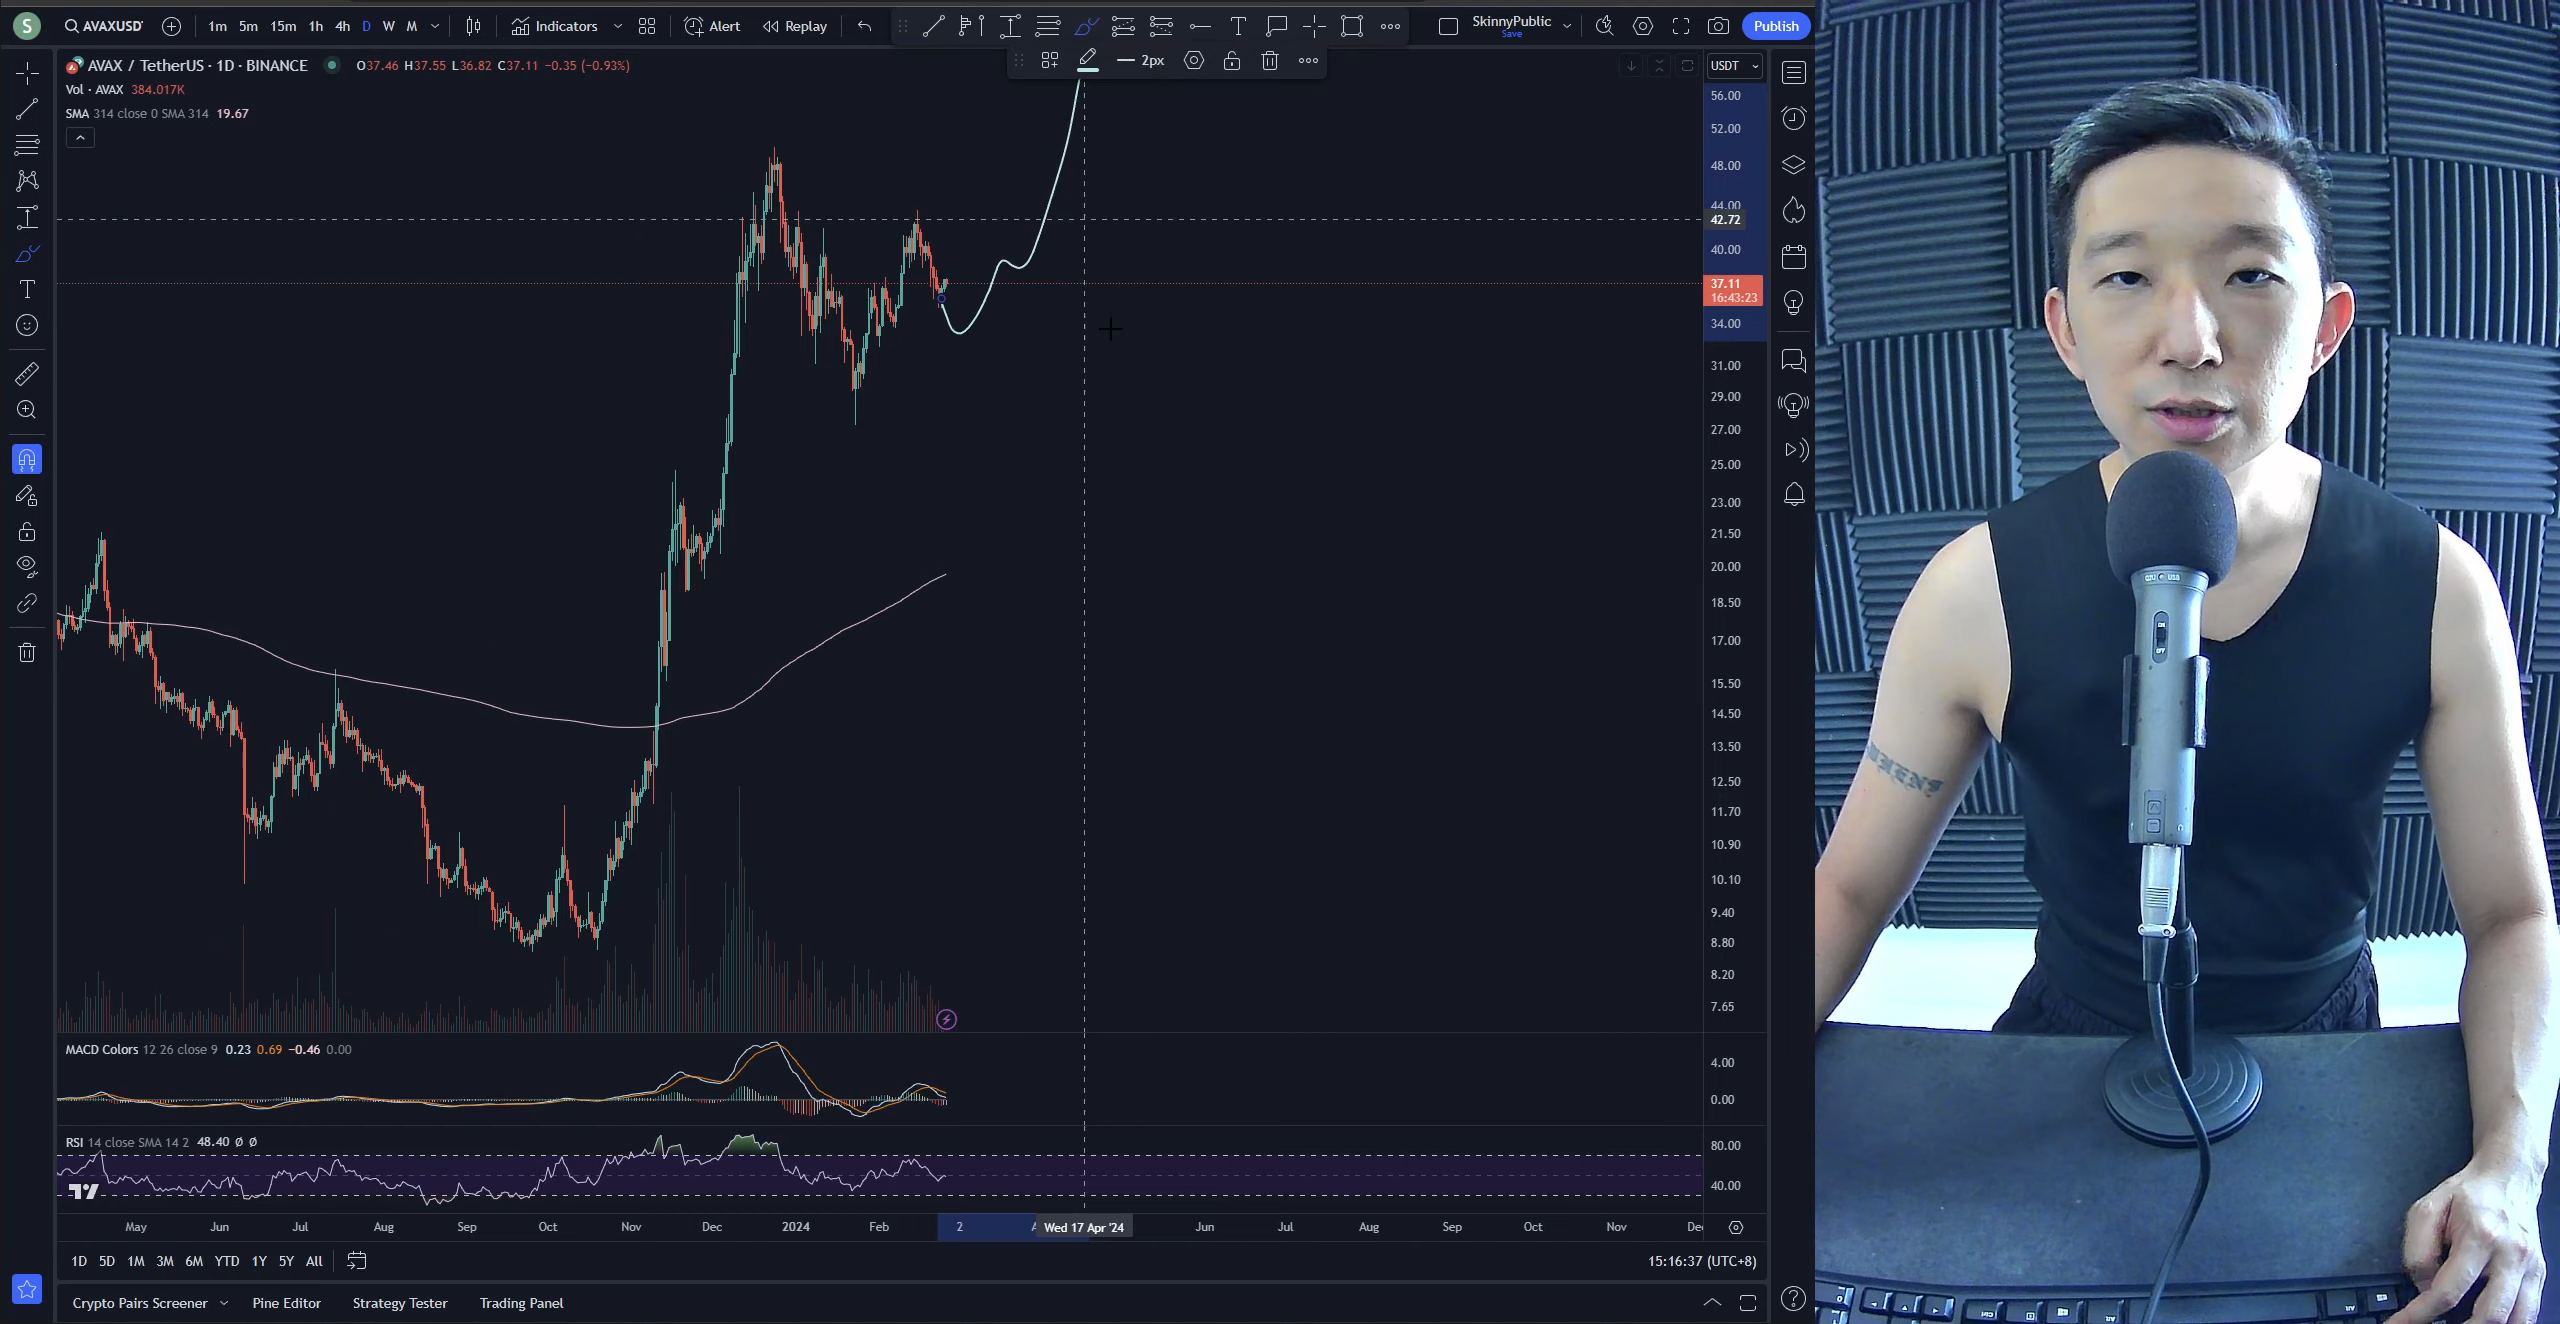 S
AVAXUSD
1m 5m 15m 1h 4h D W M
Indicators
Alert
Replay
SkinnyPublic
Save
Publish
2px
AVAX / TetherUS · 1D · BINANCE
O37.46 H37.55 L36.82 C37.11 −0.35 (−0.93%)
Vol · AVAX 384.017K
SMA 314 close 0 SMA 314 19.67
USDT
56.00
52.00
48.00
44.00
42.72
40.00
37.11
16:43:23
34.00
31.00
29.00
27.00
25.00
23.00
21.50
20.00
18.50
17.00
15.50
14.50
13.50
12.50
11.70
10.90
10.10
9.40
8.80
8.20
7.65
MACD Colors 12 26 close 9 0.23 0.69 −0.46 0.00
4.00
0.00
RSI 14 close SMA 14 2 48.40 Ø Ø
80.00
40.00
May Jun Jul Aug Sep Oct Nov Dec 2024 Feb 2 A Wed 17 Apr '24 Jun Jul Aug Sep Oct Nov De
1D 5D 1M 3M 6M YTD 1Y 5Y All
15:16:37 (UTC+8)
Crypto Pairs Screener
Pine Editor
Strategy Tester
Trading Panel
ON
OFF